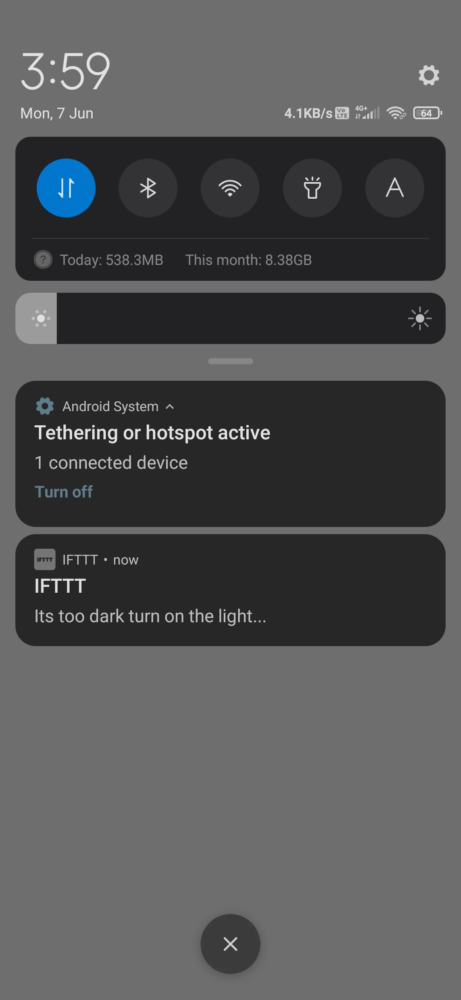 3:59
Mon, 7 Jun
4.1KB/s Vo LTE 4G+ 64
A
? Today: 538.3MB This month: 8.38GB
Android System
Tethering or hotspot active
1 connected device
Turn off
IFTTT IFTTT • now
IFTTT
Its too dark turn on the light...